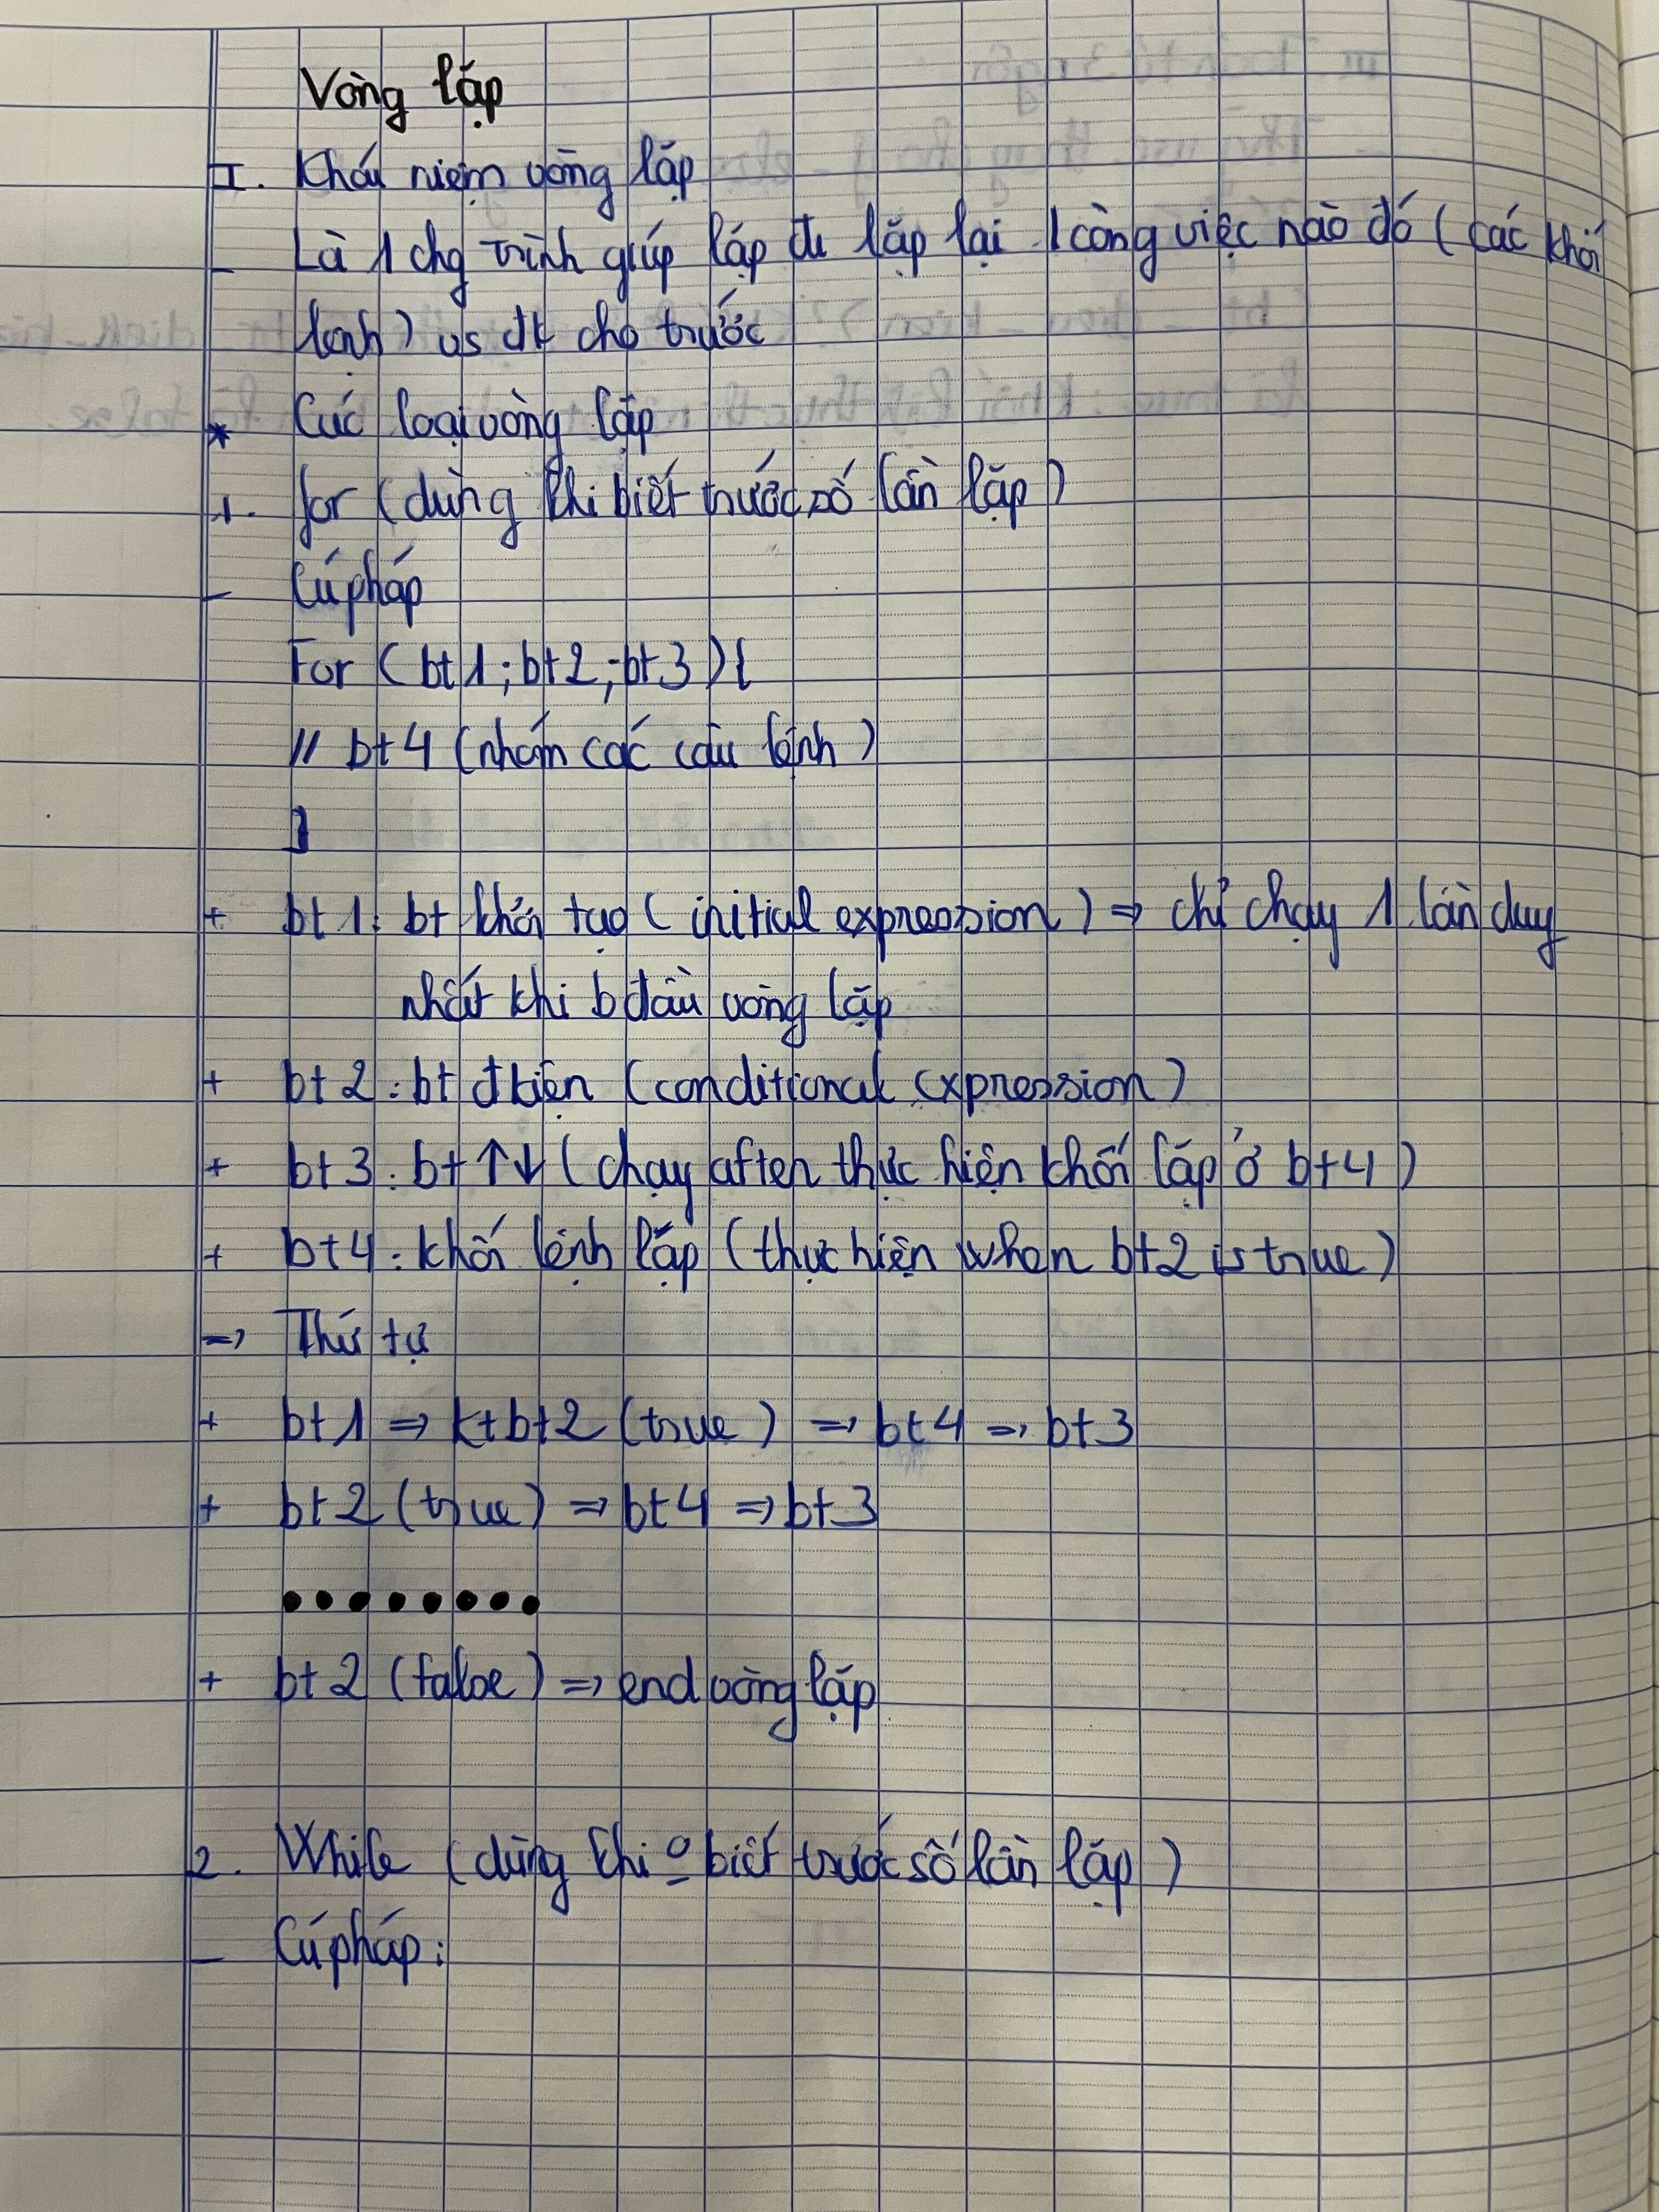 Vòng lặp
I. Khái niệm vòng lặp
- Là 1 chg trình giúp lặp đi lặp lại 1 công việc nào đó (các khối
lệnh) vs đk cho trước
* Các loại vòng lặp
1. for (dùng khi biết trước số lần lặp)
- Cú pháp
For (bt1; bt2; bt3) {
// bt4 (nhóm các câu lệnh)
}
+ bt1: bt khởi tạo (initial expression) => chỉ chạy 1 lần duy
nhất khi bđầu vòng lặp
+ bt2: bt đkiện (conditional expression)
+ bt3: bt ↑↓ (chạy after thực hiện khối lặp ở bt4)
+ bt4: khối lệnh lặp (thực hiện when bt2 is true)
=> Thứ tự
+ bt1 => kt bt2 (true) => bt4 => bt3
+ bt2 (true) => bt4 => bt3
• • • • • • • •
+ bt2 (false) => end vòng lặp
2. While (dùng khi biết trước số lần lặp)
- Cú pháp: